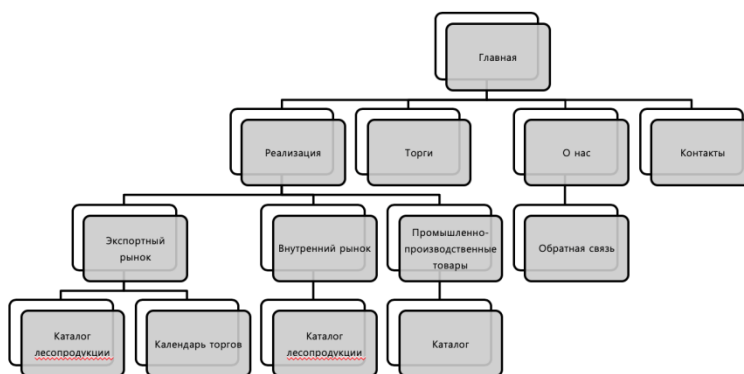 Главная
Реализация
Торги
О нас
Контакты
Экспортный
рынок
Внутренний рынок
Промышленно-
производственные
товары
Обратная связь
Каталог
лесопродукции
Календарь торгов
Каталог
лесопродукции
Каталог